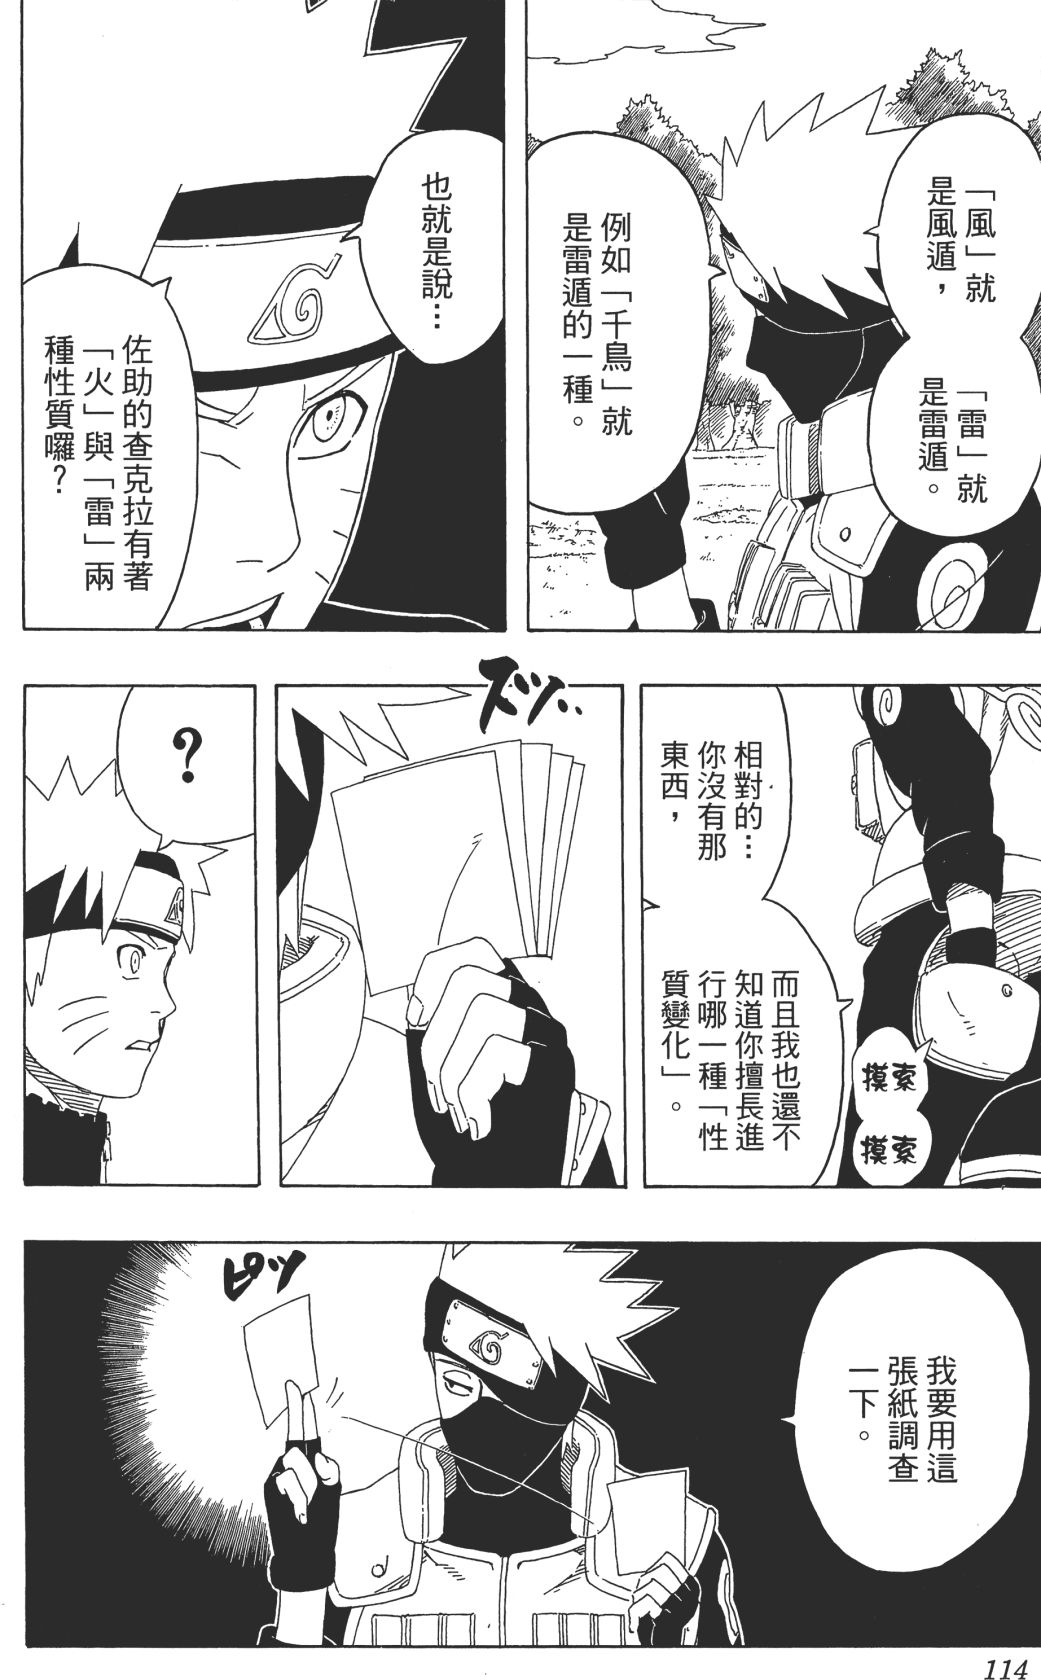 「風」就
是風遁，
「雷」就
是雷遁。
例如「千鳥」就
是雷遁的一種。
也就是說…
佐助的查克拉有著
「火」與「雷」兩
種性質囉？
相對的…
你沒有那
東西，
而且我也還不
知道你擅長進
行哪一種「性
質變化」。
摸索
摸索
ズッ..
？
我要用這
張紙調查
一下。
ピッ
114